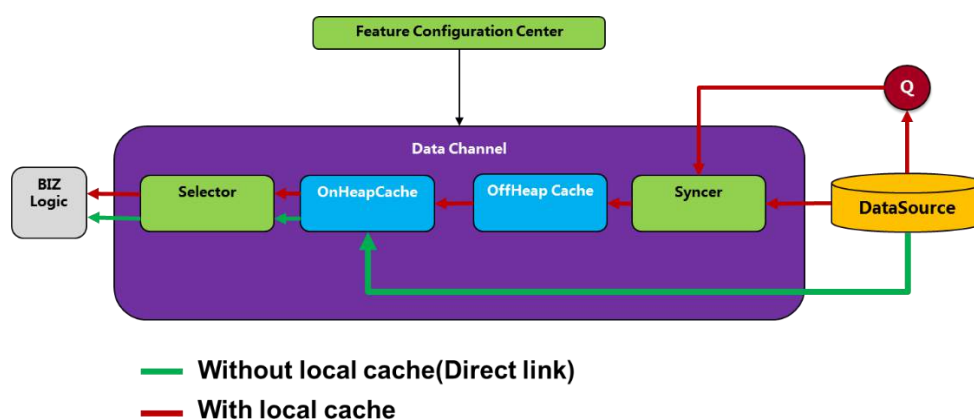 Feature Configuration Center
Q
Data Channel
BIZ
Logic
Selector
OnHeapCache
OffHeap Cache
Syncer
DataSource
Without local cache(Direct link)
With local cache